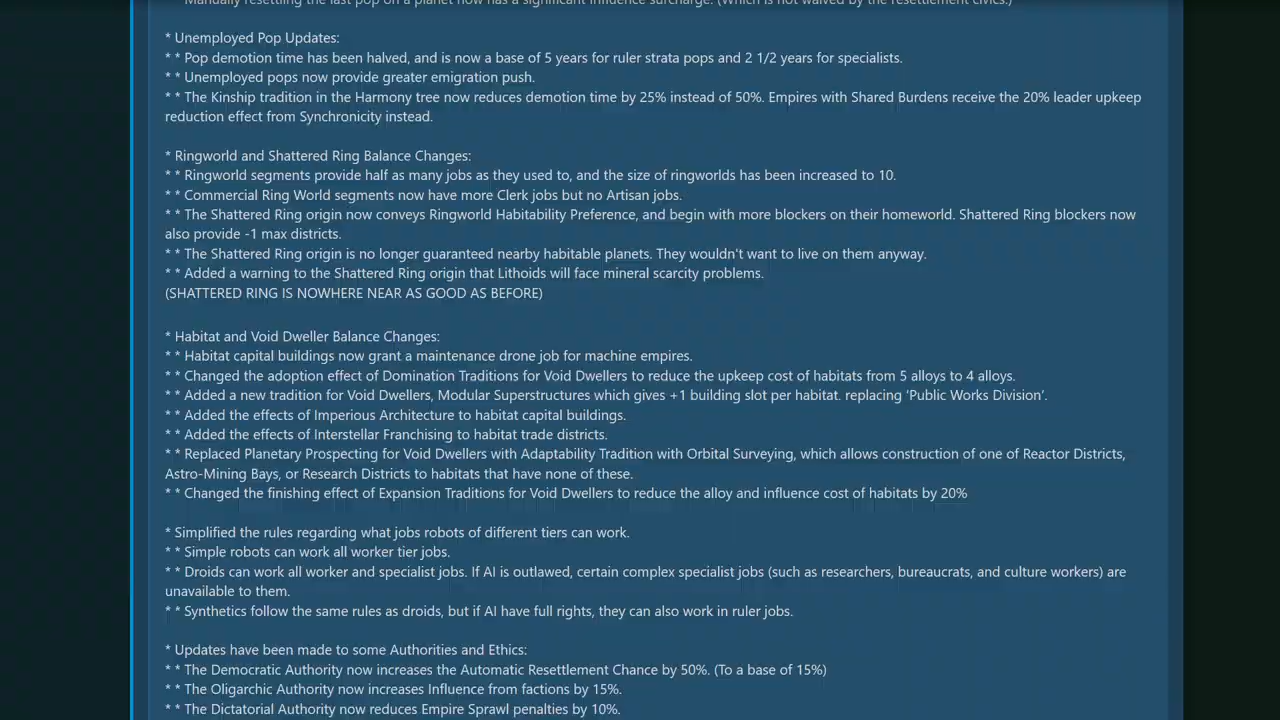 Manually resettling the last pop on a planet now has a significant influence surcharge. (Which is not waived by the resettlement civics.)
* Unemployed Pop Updates:
* * Pop demotion time has been halved, and is now a base of 5 years for ruler strata pops and 2 1/2 years for specialists.
* * Unemployed pops now provide greater emigration push.
* * The Kinship tradition in the Harmony tree now reduces demotion time by 25% instead of 50%. Empires with Shared Burdens receive the 20% leader upkeep
reduction effect from Synchronicity instead.
* Ringworld and Shattered Ring Balance Changes:
* * Ringworld segments provide half as many jobs as they used to, and the size of ringworlds has been increased to 10.
* * Commercial Ring World segments now have more Clerk jobs but no Artisan jobs.
* * The Shattered Ring origin now conveys Ringworld Habitability Preference, and begin with more blockers on their homeworld. Shattered Ring blockers now
also provide -1 max districts.
* * The Shattered Ring origin is no longer guaranteed nearby habitable planets. They wouldn't want to live on them anyway.
* * Added a warning to the Shattered Ring origin that Lithoids will face mineral scarcity problems.
(SHATTERED RING IS NOWHERE NEAR AS GOOD AS BEFORE)
* Habitat and Void Dweller Balance Changes:
* * Habitat capital buildings now grant a maintenance drone job for machine empires.
* * Changed the adoption effect of Domination Traditions for Void Dwellers to reduce the upkeep cost of habitats from 5 alloys to 4 alloys.
* * Added a new tradition for Void Dwellers, Modular Superstructures which gives +1 building slot per habitat. replacing 'Public Works Division'.
* * Added the effects of Imperious Architecture to habitat capital buildings.
* * Added the effects of Interstellar Franchising to habitat trade districts.
* * Replaced Planetary Prospecting for Void Dwellers with Adaptability Tradition with Orbital Surveying, which allows construction of one of Reactor Districts,
Astro-Mining Bays, or Research Districts to habitats that have none of these.
* * Changed the finishing effect of Expansion Traditions for Void Dwellers to reduce the alloy and influence cost of habitats by 20%
* Simplified the rules regarding what jobs robots of different tiers can work.
* * Simple robots can work all worker tier jobs.
* * Droids can work all worker and specialist jobs. If AI is outlawed, certain complex specialist jobs (such as researchers, bureaucrats, and culture workers) are
unavailable to them.
* * Synthetics follow the same rules as droids, but if AI have full rights, they can also work in ruler jobs.
* Updates have been made to some Authorities and Ethics:
* * The Democratic Authority now increases the Automatic Resettlement Chance by 50%. (To a base of 15%)
* * The Oligarchic Authority now increases Influence from factions by 15%.
* * The Dictatorial Authority now reduces Empire Sprawl penalties by 10%.